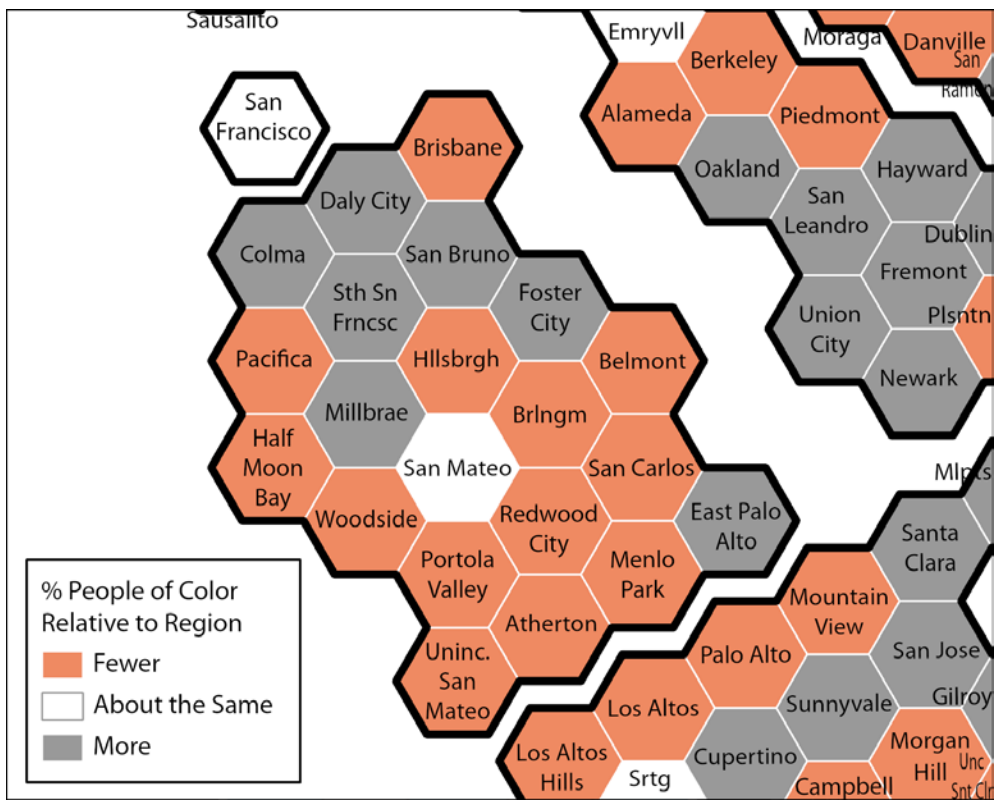 Sausalito
San
Francisco
Brisbane
Daly City
Colma
San Bruno
Sth Sn
Frncsc
Foster
City
Pacifica
Hllsbrgh
Belmont
Millbrae
Brlngm
Half
Moon
Bay
San Mateo
San Carlos
Woodside
Redwood
City
East Palo
Alto
Portola
Valley
Menlo
Park
Atherton
Uninc.
San
Mateo
Emryvll
Berkeley
Moraga
Danville
San
Ramon
Alameda
Piedmont
Oakland
Hayward
San
Leandro
Dublin
Fremont
Union
City
Plsntn
Newark
Mlpts
Santa
Clara
Mountain
View
Palo Alto
San Jose
Los Altos
Sunnyvale
Gilroy
Los Altos
Hills
Srtg
Cupertino
Morgan
Hill
Unc
Snt Clr
Campbell
% People of Color
Relative to Region
Fewer
About the Same
More